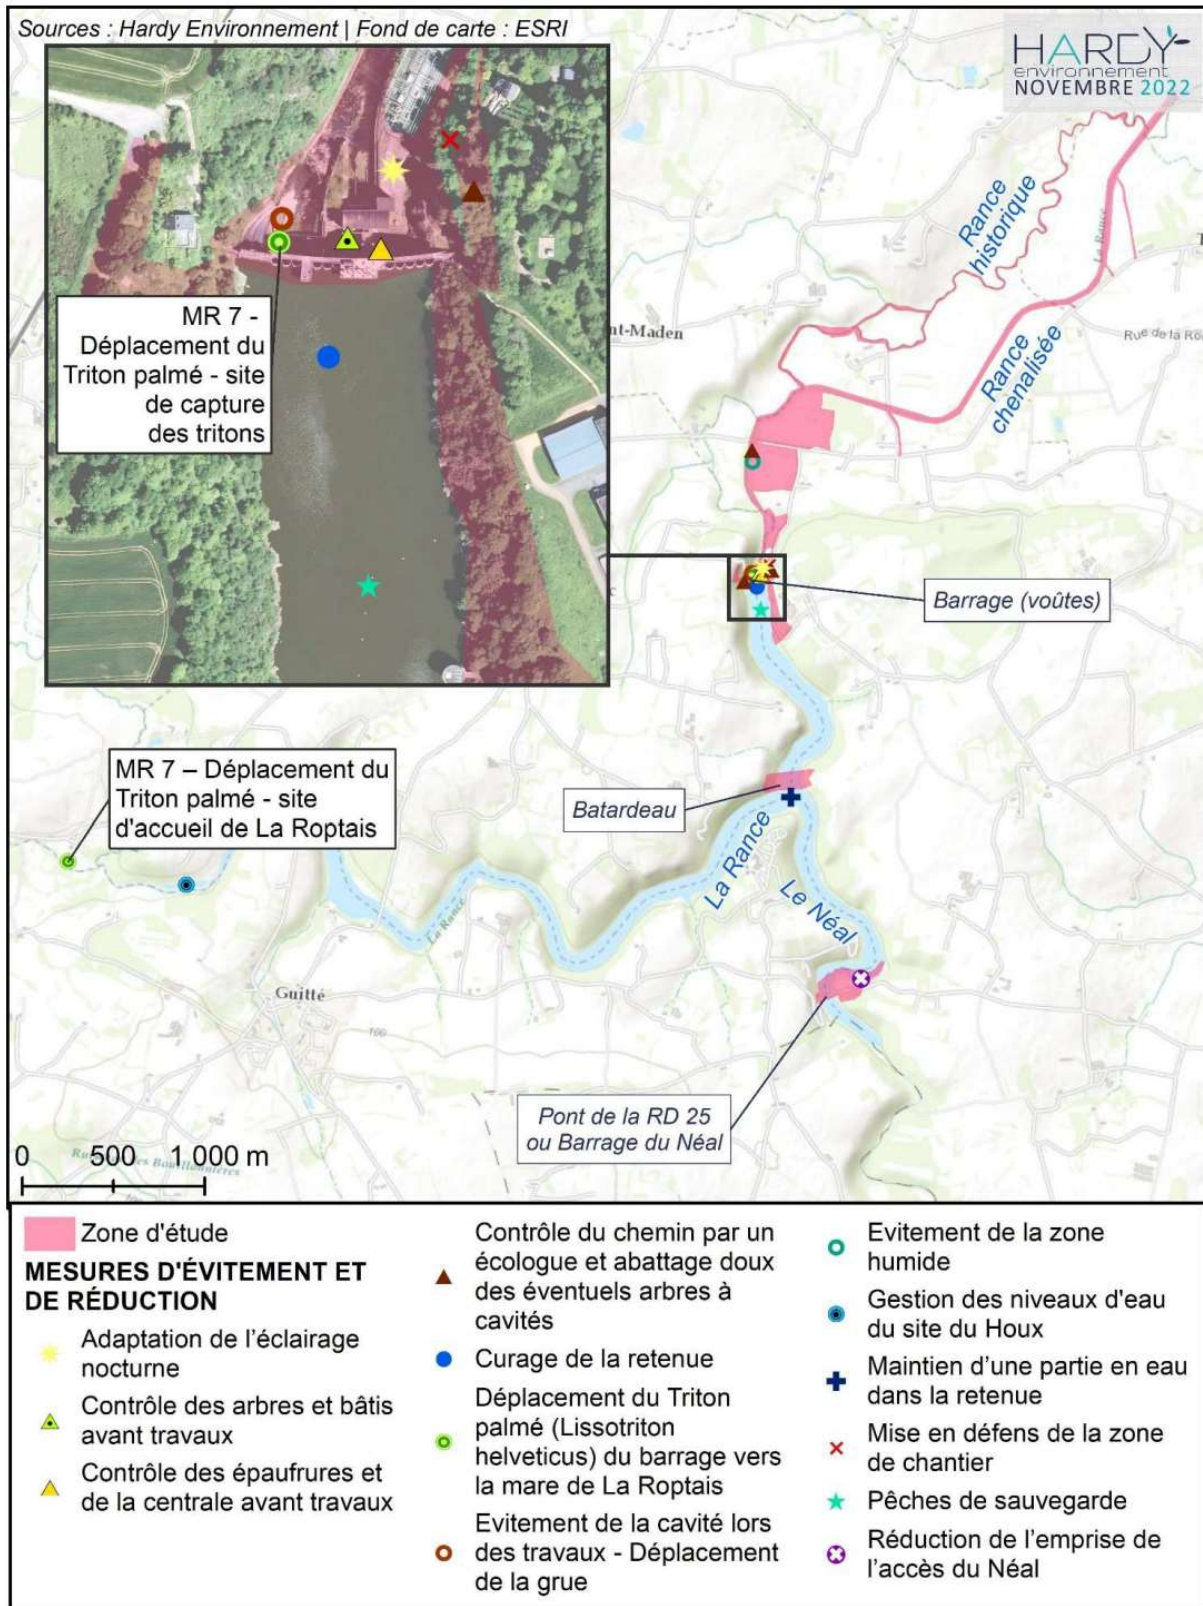 Sources : Hardy Environnement | Fond de carte : ESRI
HARDY
environnement
NOVEMBRE 2022
Rance
historique
La Rance
Rance
chenalisée
nt-Maden
Rue de la Ro
MR 7 -
Déplacement du
Triton palmé - site
de capture
des tritons
Barrage (voûtes)
MR 7 – Déplacement du
Triton palmé - site
d'accueil de La Roptais
Batardeau
La Rance
Le Néal
La Rance
Guitté
Pont de la RD 25
ou Barrage du Néal
0 500 1 000 m
Zone d'étude
MESURES D'ÉVITEMENT ET
DE RÉDUCTION
Adaptation de l’éclairage
nocturne
Contrôle des arbres et bâtis
avant travaux
Contrôle des épaufrures et
de la centrale avant travaux
Contrôle du chemin par un
écologue et abattage doux
des éventuels arbres à
cavités
Curage de la retenue
Déplacement du Triton
palmé (Lissotriton
helveticus) du barrage vers
la mare de La Roptais
Evitement de la cavité lors
des travaux - Déplacement
de la grue
Evitement de la zone
humide
Gestion des niveaux d'eau
du site du Houx
Maintien d’une partie en eau
dans la retenue
Mise en défens de la zone
de chantier
Pêches de sauvegarde
Réduction de l’emprise de
l’accès du Néal